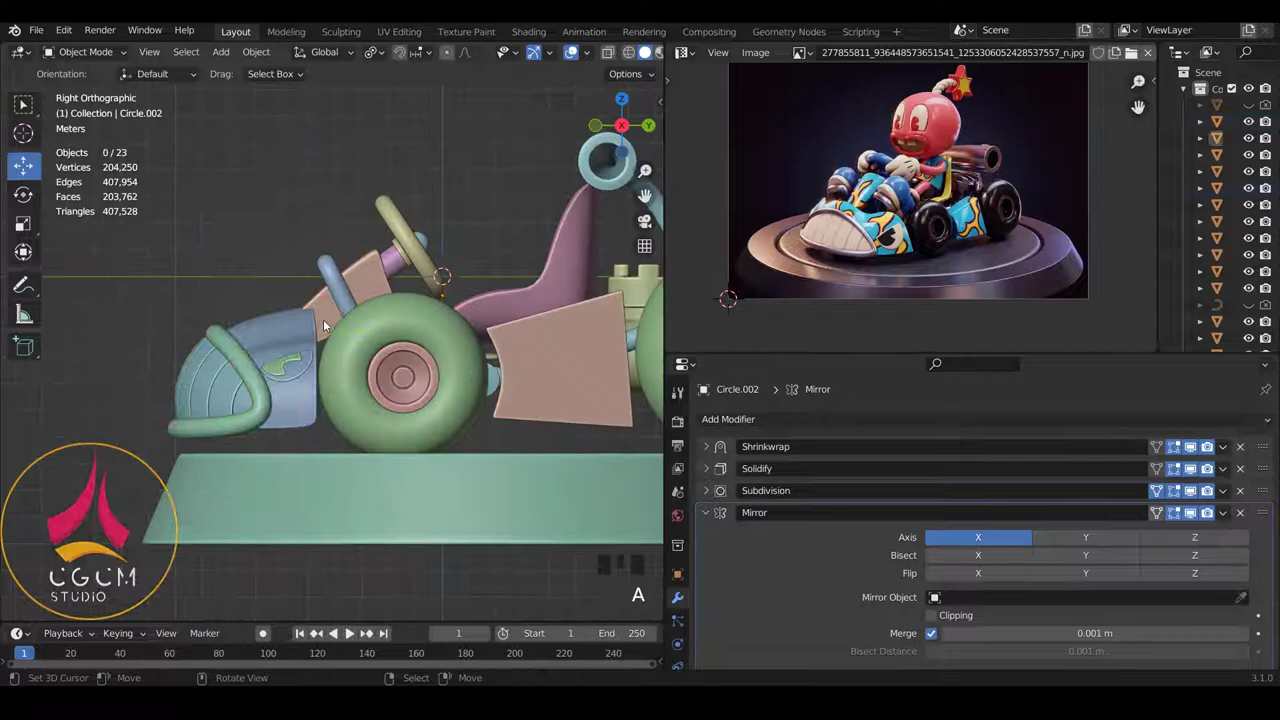 File Edit Render Window Help Layout Modeling Sculpting UV Editing Texture Paint Shading Animation Rendering Compositing Geometry Nodes Scripting + Scene ViewLayer
Object Mode View Select Add Object Global View Image 277855811_936448573651541_1253306052428537557_n.jpg
Orientation: Default Drag: Select Box Options Scene
Right Orthographic Co
(1) Collection | Circle.002
Meters
Objects 0 / 23
Vertices 204,250
Edges 407,954
Faces 203,762
Triangles 407,528
Z
X
Y
Circle.002 > Mirror
Add Modifier
Shrinkwrap
Solidify
Subdivision
Mirror
Axis X Y Z
Bisect X Y Z
Flip X Y Z
Mirror Object
Clipping
Merge 0.001 m
Bisect Distance 0.001 m
CGCM
STUDIO
A
Playback Keying View Marker 1 Start 1 End 250
1 20 40 60 80 100 120 140 160 180 200 220 240
Set 3D Cursor Move Rotate View Select Move 3.1.0